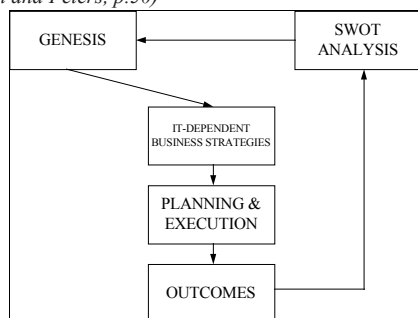 and Peters, p.50)
GENESIS
SWOT
ANALYSIS
IT-DEPENDENT
BUSINESS STRATEGIES
PLANNING &
EXECUTION
OUTCOMES